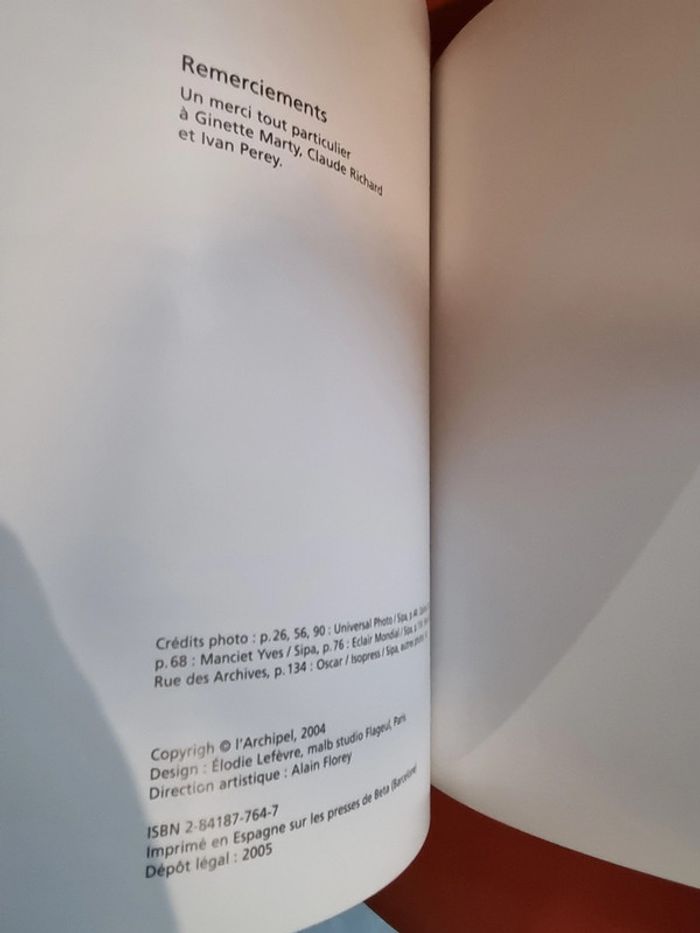 Remerciements
Un merci tout particulier
à Ginette Marty, Claude Richard
et Ivan Perey.
Crédits photo : p.26, 56, 90 : Universal Photo / Sipa, p.44
p.68 : Manciet Yves / Sipa, p.76 : Eclair Mondial / Sipa, p.
Rue des Archives, p.134 : Oscar / Isopress / Sipa, autres
Copyrigh © l'Archipel, 2004
Design : Élodie Lefèvre, malb studio Flageul, Paris
Direction artistique : Alain Florey
ISBN 2-84187-764-7
Imprimé en Espagne sur les presses de Beta (Barcelone)
Dépôt légal : 2005